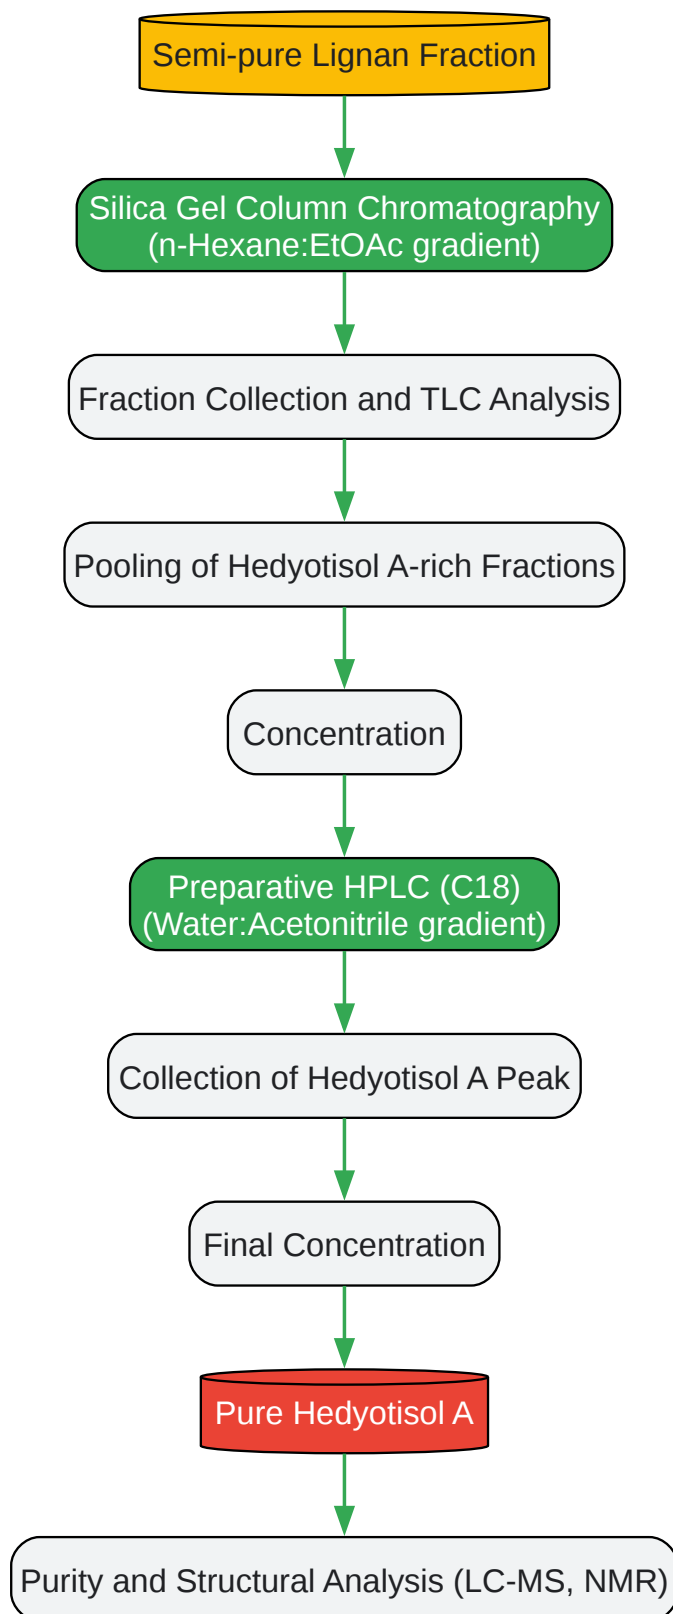 Semi-pure Lignan Fraction
Silica Gel Column Chromatography
(n-Hexane:EtOAc gradient)
Fraction Collection and TLC Analysis
Pooling of Hedyotisol A-rich Fractions
Concentration
Preparative HPLC (C18)
(Water:Acetonitrile gradient)
Collection of Hedyotisol A Peak
Final Concentration
Pure Hedyotisol A
Purity and Structural Analysis (LC-MS, NMR)